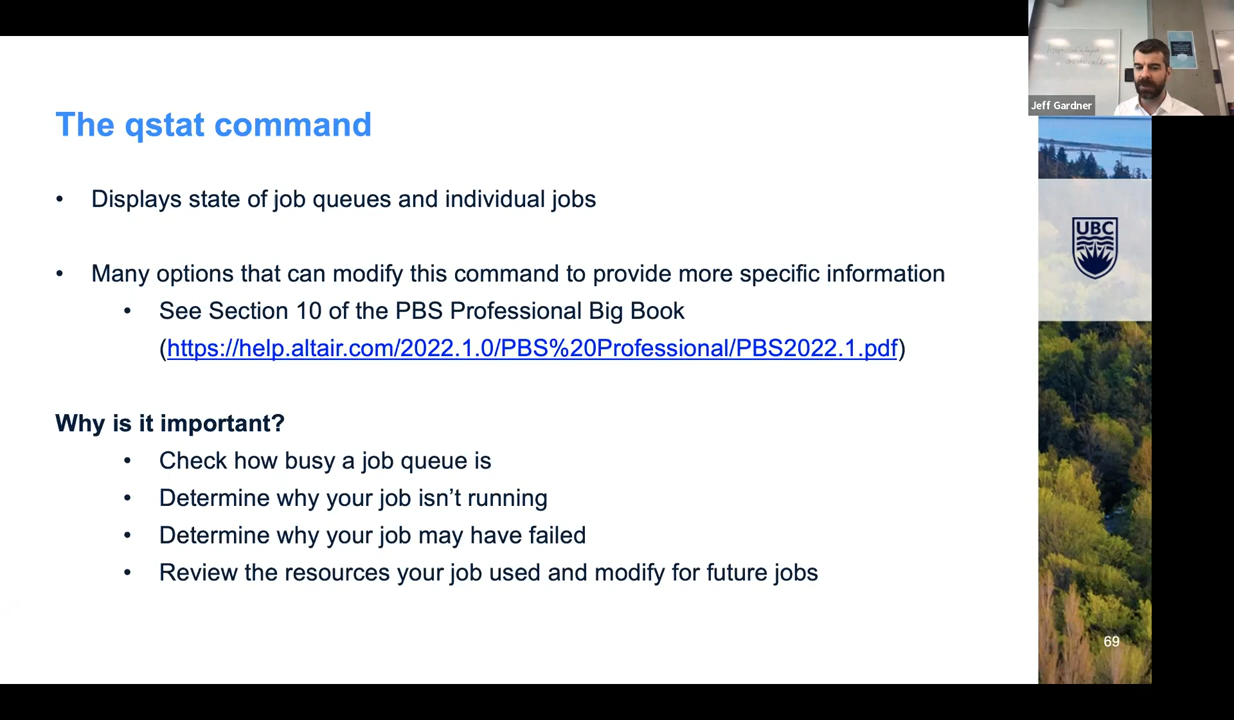 The qstat command
• Displays state of job queues and individual jobs
• Many options that can modify this command to provide more specific information
• See Section 10 of the PBS Professional Big Book
(https://help.altair.com/2022.1.0/PBS%20Professional/PBS2022.1.pdf)
Why is it important?
• Check how busy a job queue is
• Determine why your job isn’t running
• Determine why your job may have failed
• Review the resources your job used and modify for future jobs
Jeff Gardner
UBC
69